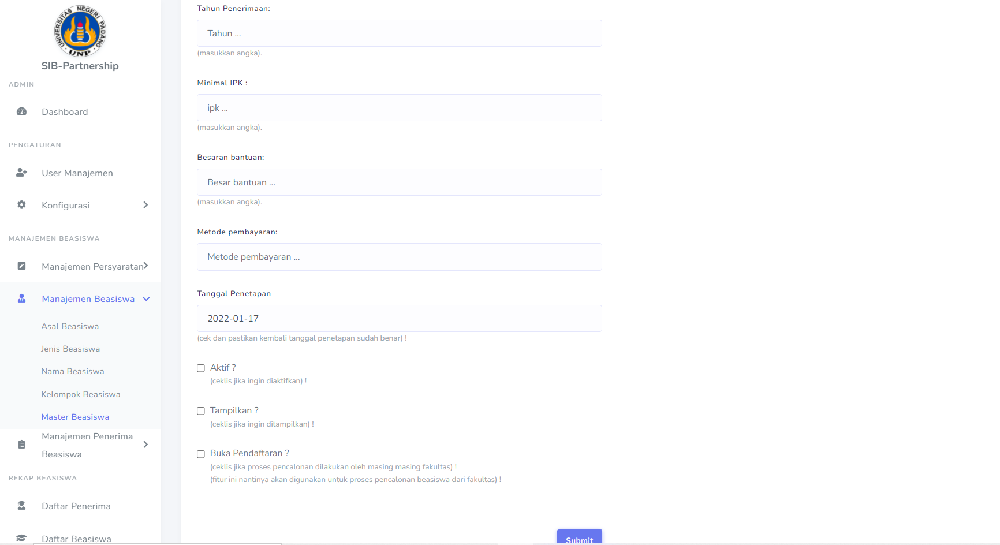 UNIVERSITAS NEGERI PADANG
UNP
SIB-Partnership
ADMIN
Dashboard
PENGATURAN
User Manajemen
Konfigurasi
MANAJEMEN BEASISWA
Manajemen Persyaratan
Manajemen Beasiswa
Asal Beasiswa
Jenis Beasiswa
Nama Beasiswa
Kelompok Beasiswa
Master Beasiswa
Manajemen Penerima
Beasiswa
REKAP BEASISWA
Daftar Penerima
Daftar Beasiswa
Tahun Penerimaan:
Tahun ...
(masukkan angka).
Minimal IPK :
ipk ...
(masukkan angka).
Besaran bantuan:
Besar bantuan ...
(masukkan angka).
Metode pembayaran:
Metode pembayaran ...
Tanggal Penetapan
2022-01-17
(cek dan pastikan kembali tanggal penetapan sudah benar) !
Aktif ?
(ceklis jika ingin diaktifkan) !
Tampilkan ?
(ceklis jika ingin ditampilkan) !
Buka Pendaftaran ?
(ceklis jika proses pencalonan dilakukan oleh masing masing fakultas) !
(fitur ini nantinya akan digunakan untuk proses pencalonan beasiswa dari fakultas) !
Submit